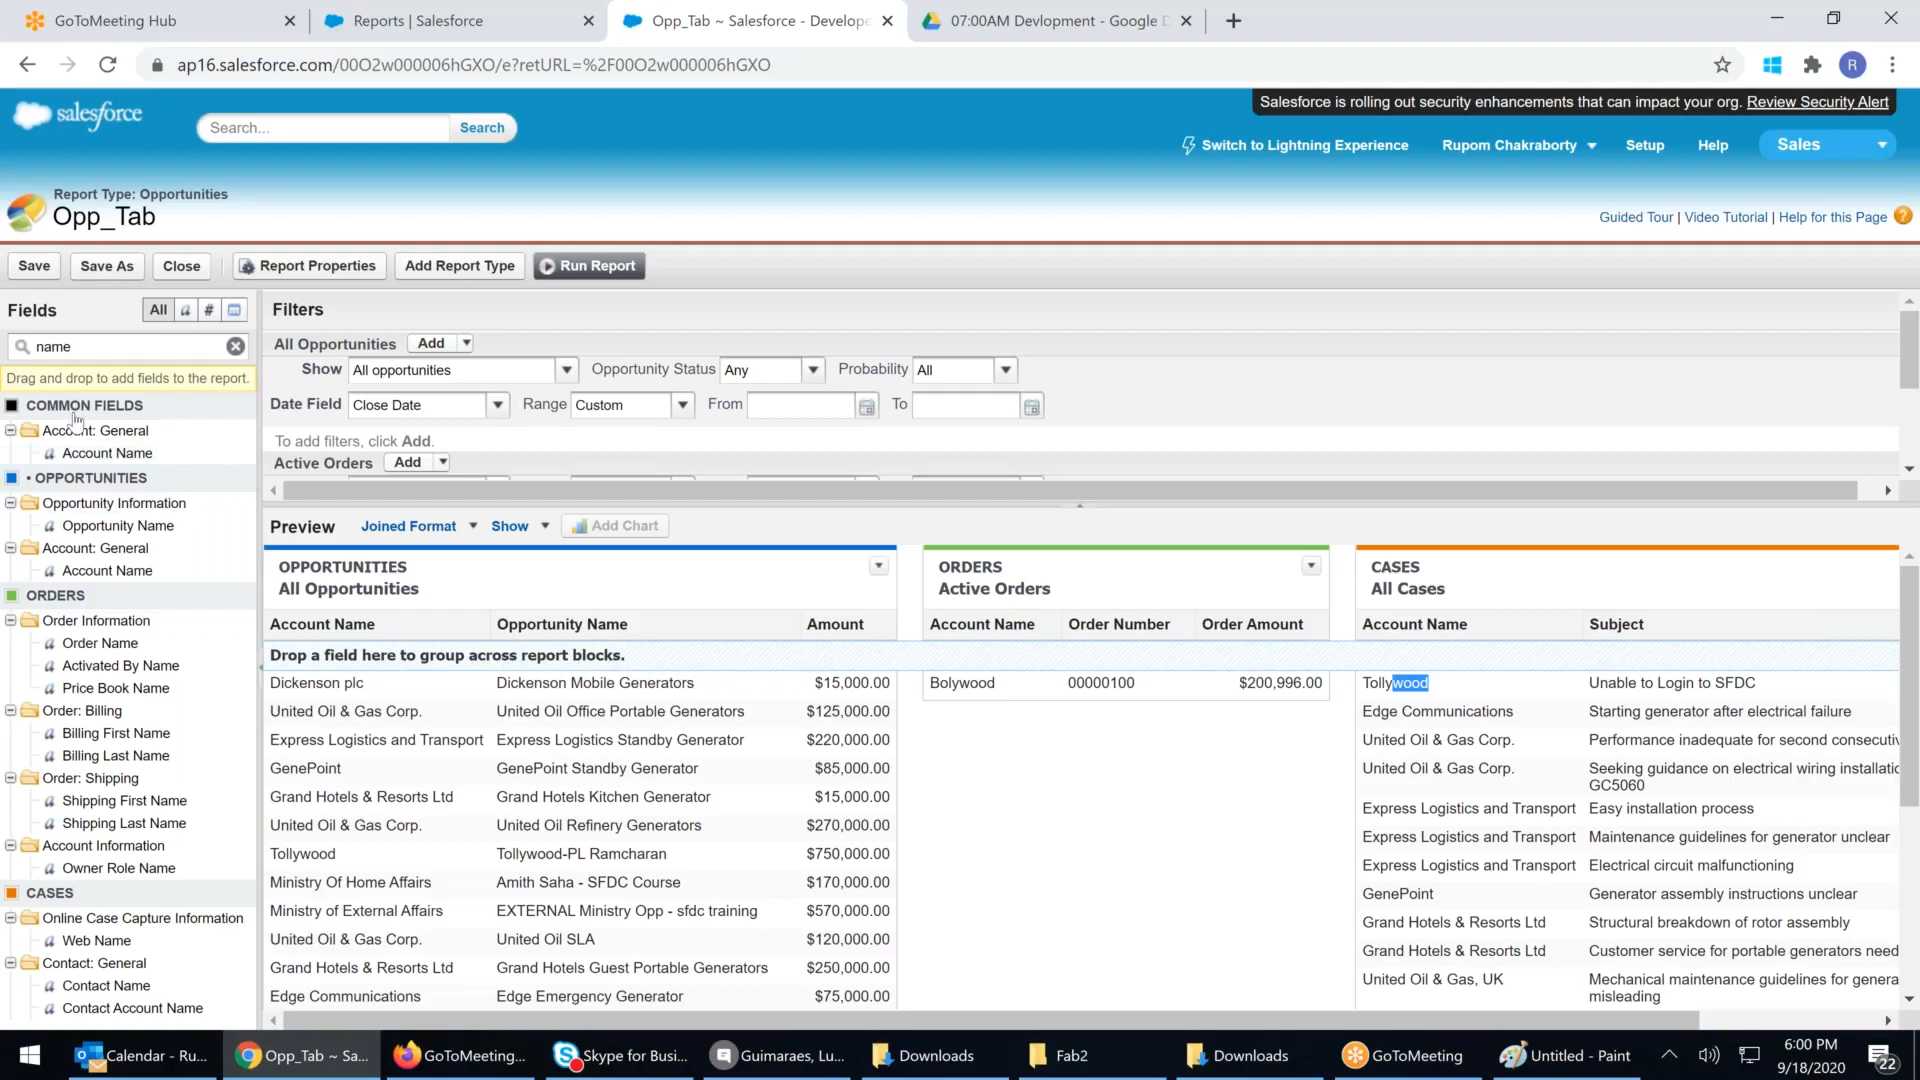 GoToMeeting Hub
Reports | Salesforce
Opp_Tab ~ Salesforce - Develope
07:00AM Devlopment - Google D
ap16.salesforce.com/00O2w000006hGXO/e?retURL=%2F00O2w000006hGXO
R
salesforce
Search...
Search
Salesforce is rolling out security enhancements that can impact your org. Review Security Alert
Switch to Lightning Experience
Rupom Chakraborty
Setup
Help
Sales
Report Type: Opportunities
Opp_Tab
Guided Tour | Video Tutorial | Help for this Page
Save
Save As
Close
Report Properties
Add Report Type
Run Report
Fields
All
a
#
name
Drag and drop to add fields to the report.
COMMON FIELDS
Account: General
a Account Name
• OPPORTUNITIES
Opportunity Information
a Opportunity Name
Account: General
a Account Name
ORDERS
Order Information
a Order Name
a Activated By Name
a Price Book Name
Order: Billing
a Billing First Name
a Billing Last Name
Order: Shipping
a Shipping First Name
a Shipping Last Name
Account Information
a Owner Role Name
CASES
Online Case Capture Information
a Web Name
Contact: General
a Contact Name
a Contact Account Name
Filters
All Opportunities Add
Show All opportunities Opportunity Status Any Probability All
Date Field Close Date Range Custom From To
To add filters, click Add.
Active Orders Add
Preview Joined Format Show Add Chart
OPPORTUNITIES
All Opportunities
Account Name Opportunity Name Amount
ORDERS
Active Orders
Account Name Order Number Order Amount
CASES
All Cases
Account Name Subject
Drop a field here to group across report blocks.
Dickenson plc Dickenson Mobile Generators $15,000.00
United Oil & Gas Corp. United Oil Office Portable Generators $125,000.00
Express Logistics and Transport Express Logistics Standby Generator $220,000.00
GenePoint GenePoint Standby Generator $85,000.00
Grand Hotels & Resorts Ltd Grand Hotels Kitchen Generator $15,000.00
United Oil & Gas Corp. United Oil Refinery Generators $270,000.00
Tollywood Tollywood-PL Ramcharan $750,000.00
Ministry Of Home Affairs Amith Saha - SFDC Course $170,000.00
Ministry of External Affairs EXTERNAL Ministry Opp - sfdc training $570,000.00
United Oil & Gas Corp. United Oil SLA $120,000.00
Grand Hotels & Resorts Ltd Grand Hotels Guest Portable Generators $250,000.00
Edge Communications Edge Emergency Generator $75,000.00
Bolywood 00000100 $200,996.00
Tollywood Unable to Login to SFDC
Edge Communications Starting generator after electrical failure
United Oil & Gas Corp. Performance inadequate for second consecutiv
United Oil & Gas Corp. Seeking guidance on electrical wiring installatio
GC5060
Express Logistics and Transport Easy installation process
Express Logistics and Transport Maintenance guidelines for generator unclear
Express Logistics and Transport Electrical circuit malfunctioning
GenePoint Generator assembly instructions unclear
Grand Hotels & Resorts Ltd Structural breakdown of rotor assembly
Grand Hotels & Resorts Ltd Customer service for portable generators need
United Oil & Gas, UK Mechanical maintenance guidelines for genera
misleading
Calendar - Ru...
Opp_Tab ~ Sa...
GoToMeeting...
Skype for Busi...
Guimaraes, Lu...
Downloads
Fab2
Downloads
GoToMeeting
Untitled - Paint
6:00 PM
9/18/2020
22